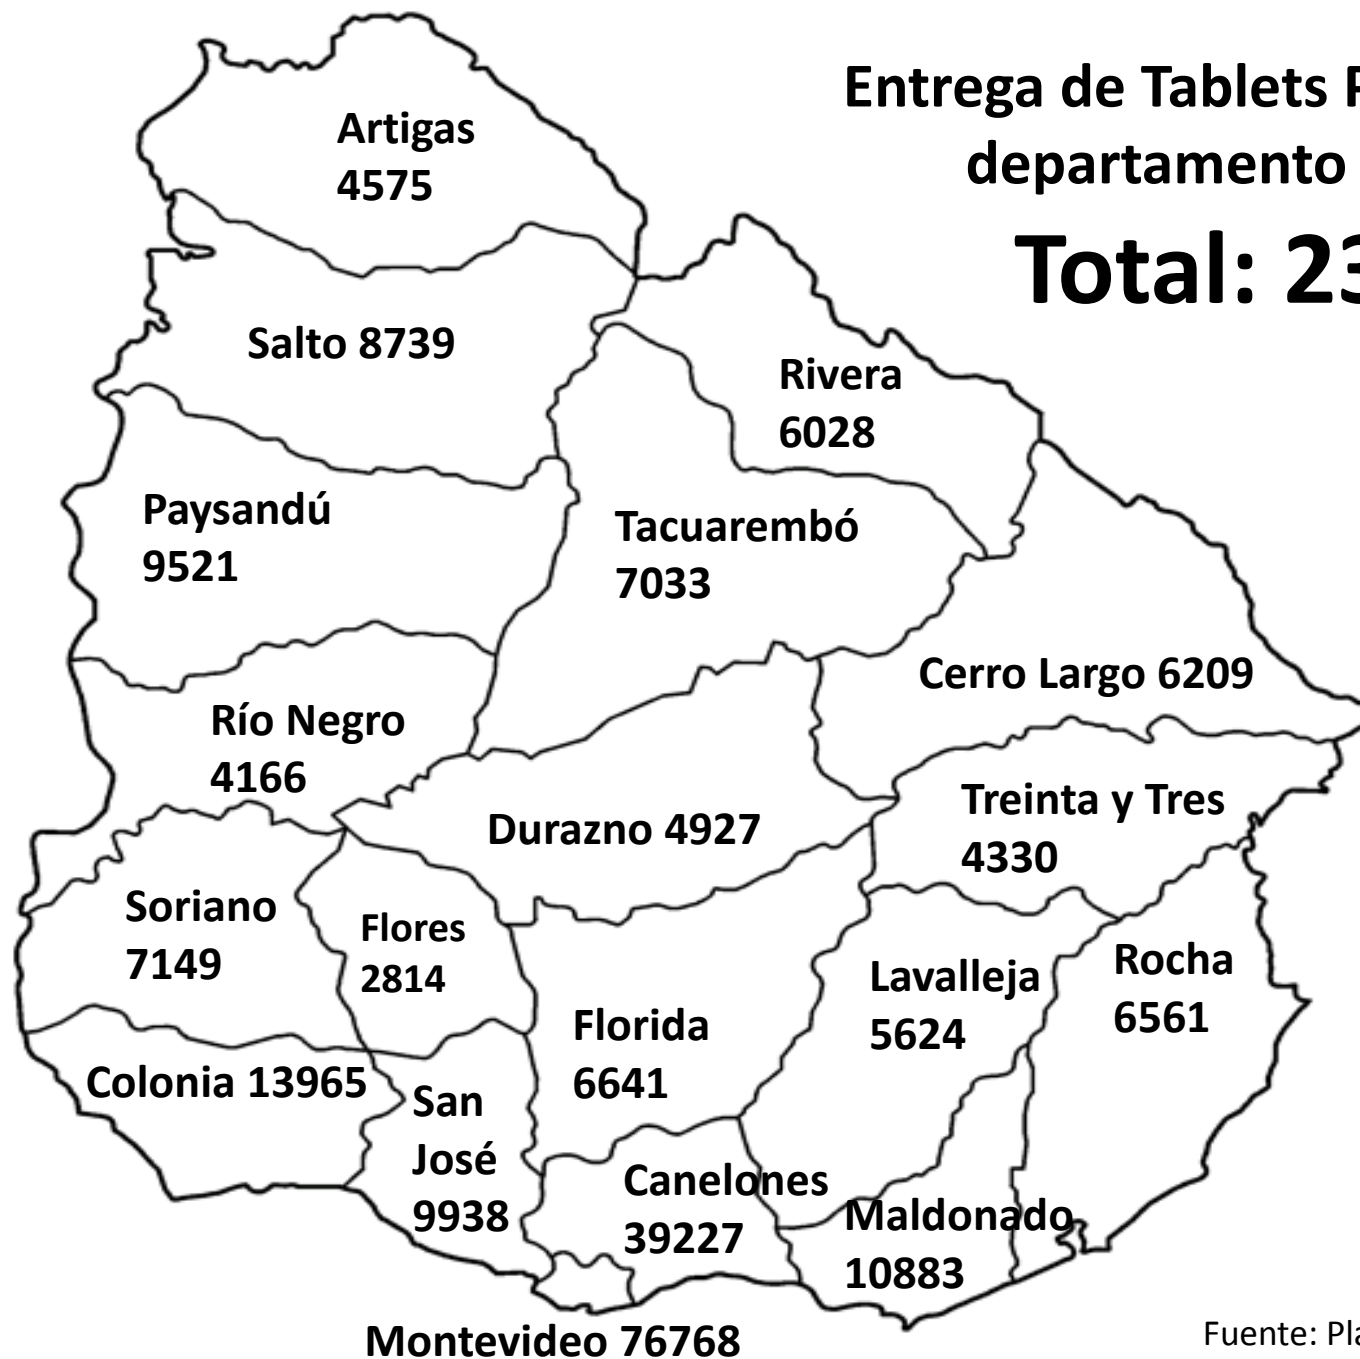 Entrega de Tablets
departamento
Total: 23
Artigas
4575
Salto 8739
Rivera
6028
Paysandú
9521
Tacuarembó
7033
Cerro Largo 6209
Río Negro
4166
Treinta y Tres
4330
Durazno 4927
Soriano
7149
Flores
2814
Rocha
6561
Lavalleja
5624
Florida
6641
Colonia 13965
San
José
9938
Canelones
39227
Maldonado
10883
Montevideo 76768
Fuente: